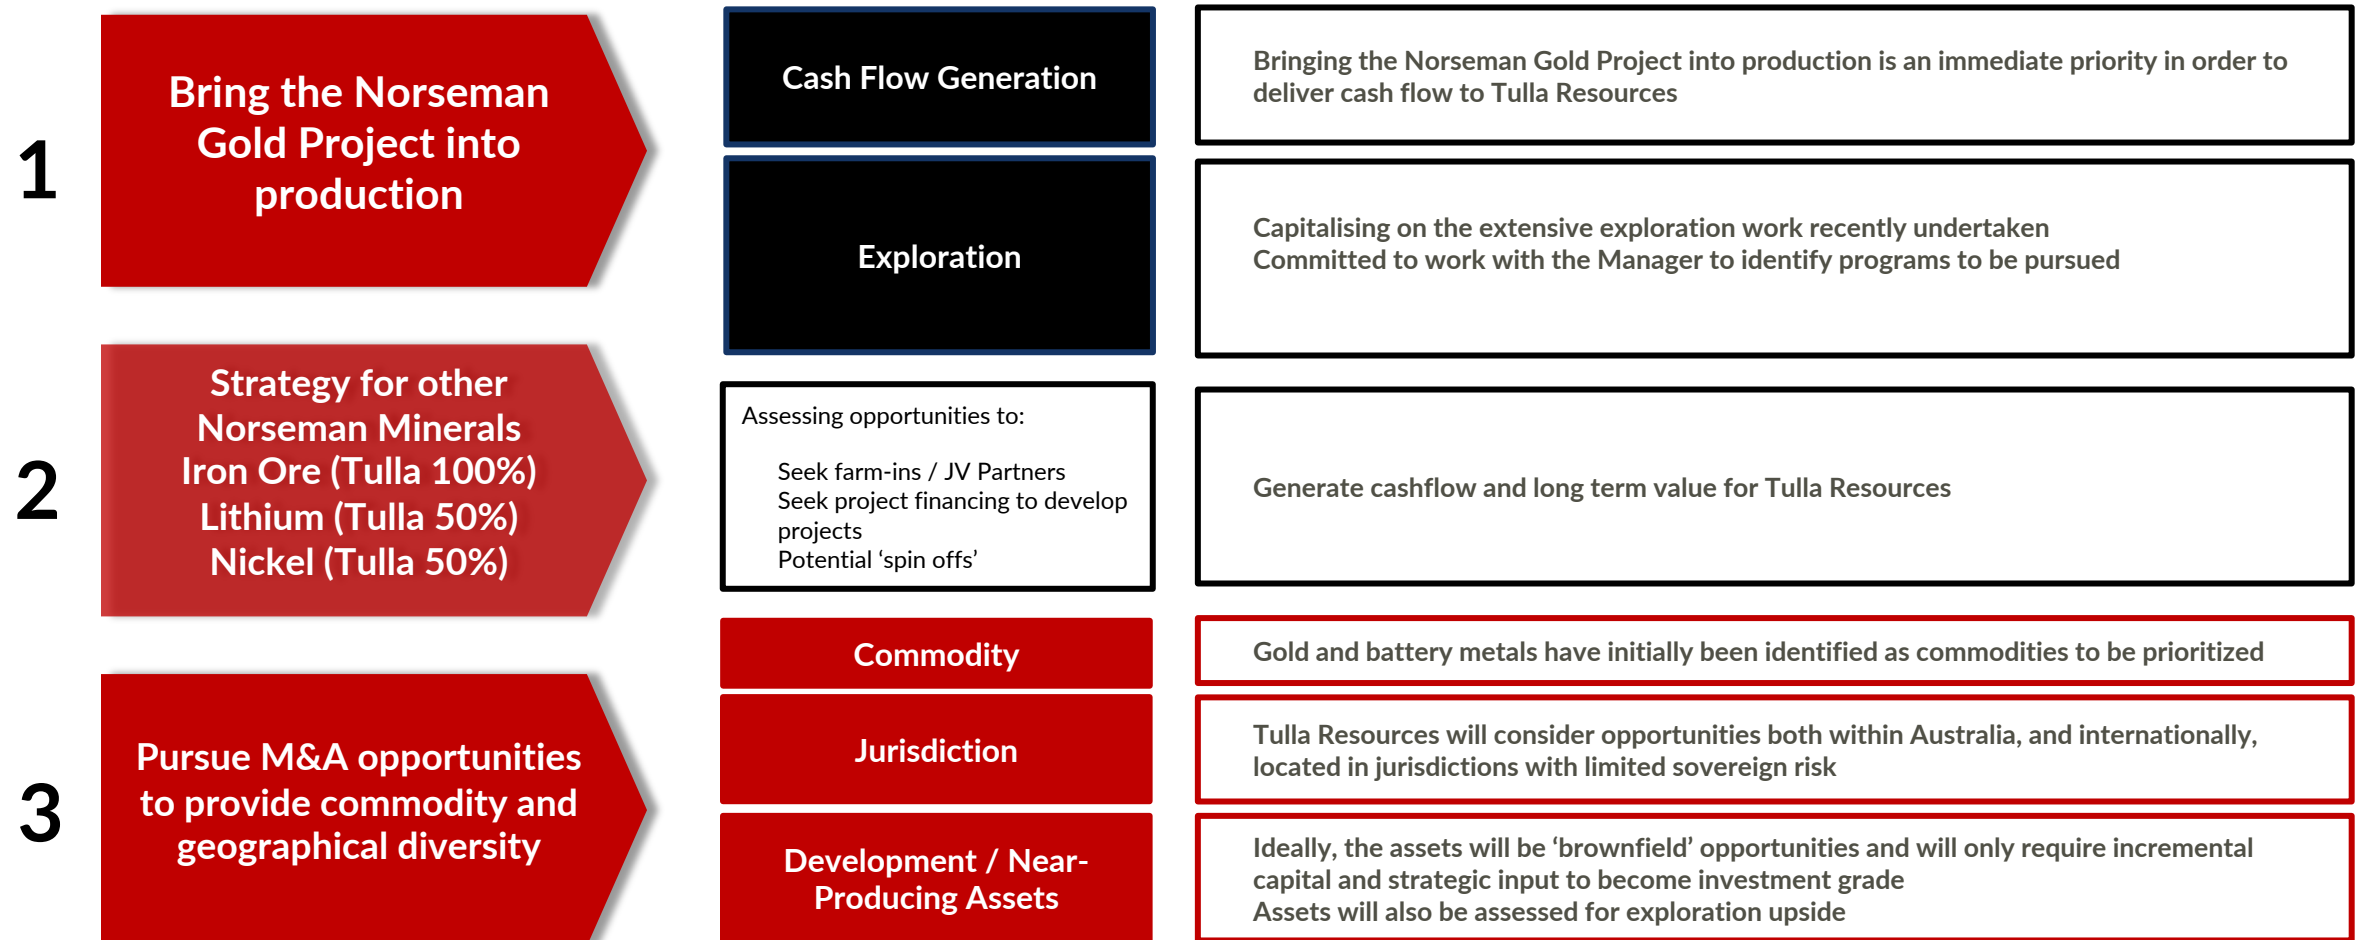 1
Bring the Norseman
Gold Project into
production
Cash Flow Generation
Bringing the Norseman Gold Project into production is an immediate priority in order to
deliver cash flow to Tulla Resources
Exploration
Capitalising on the extensive exploration work recently undertaken
Committed to work with the Manager to identify programs to be pursued
2
Strategy for other
Norseman Minerals
Iron Ore (Tulla 100%)
Lithium (Tulla 50%)
Nickel (Tulla 50%)
Assessing opportunities to:
Seek farm-ins / JV Partners
Seek project financing to develop
projects
Potential ‘spin offs’
Generate cashflow and long term value for Tulla Resources
3
Pursue M&A opportunities
to provide commodity and
geographical diversity
Commodity
Gold and battery metals have initially been identified as commodities to be prioritized
Jurisdiction
Tulla Resources will consider opportunities both within Australia, and internationally,
located in jurisdictions with limited sovereign risk
Development / Near-
Producing Assets
Ideally, the assets will be ‘brownfield’ opportunities and will only require incremental
capital and strategic input to become investment grade
Assets will also be assessed for exploration upside